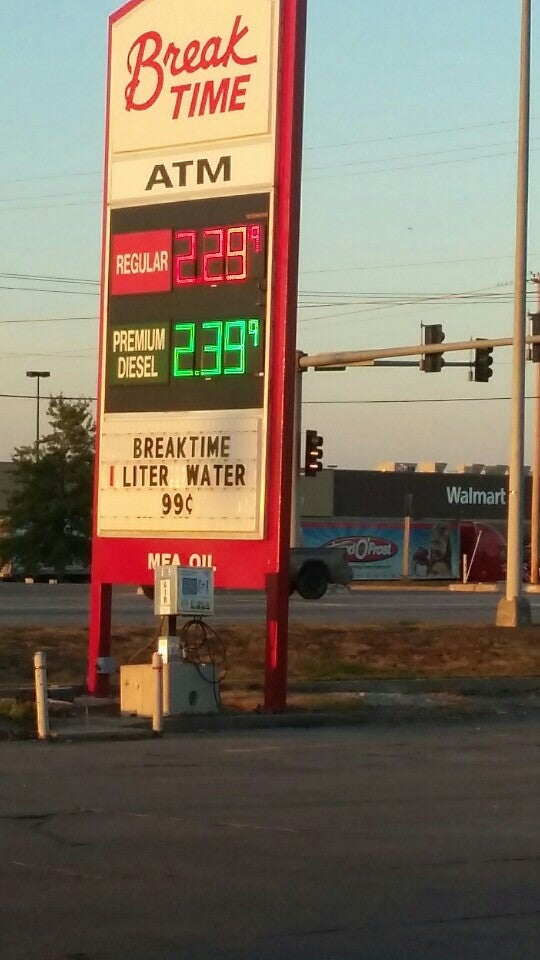 Break
TIME
ATM
REGULAR 2.29 9
PREMIUM
DIESEL 2.39 9
BREAKTIME
1 LITER WATER
99¢
MFA OIL
AIR
Walmart